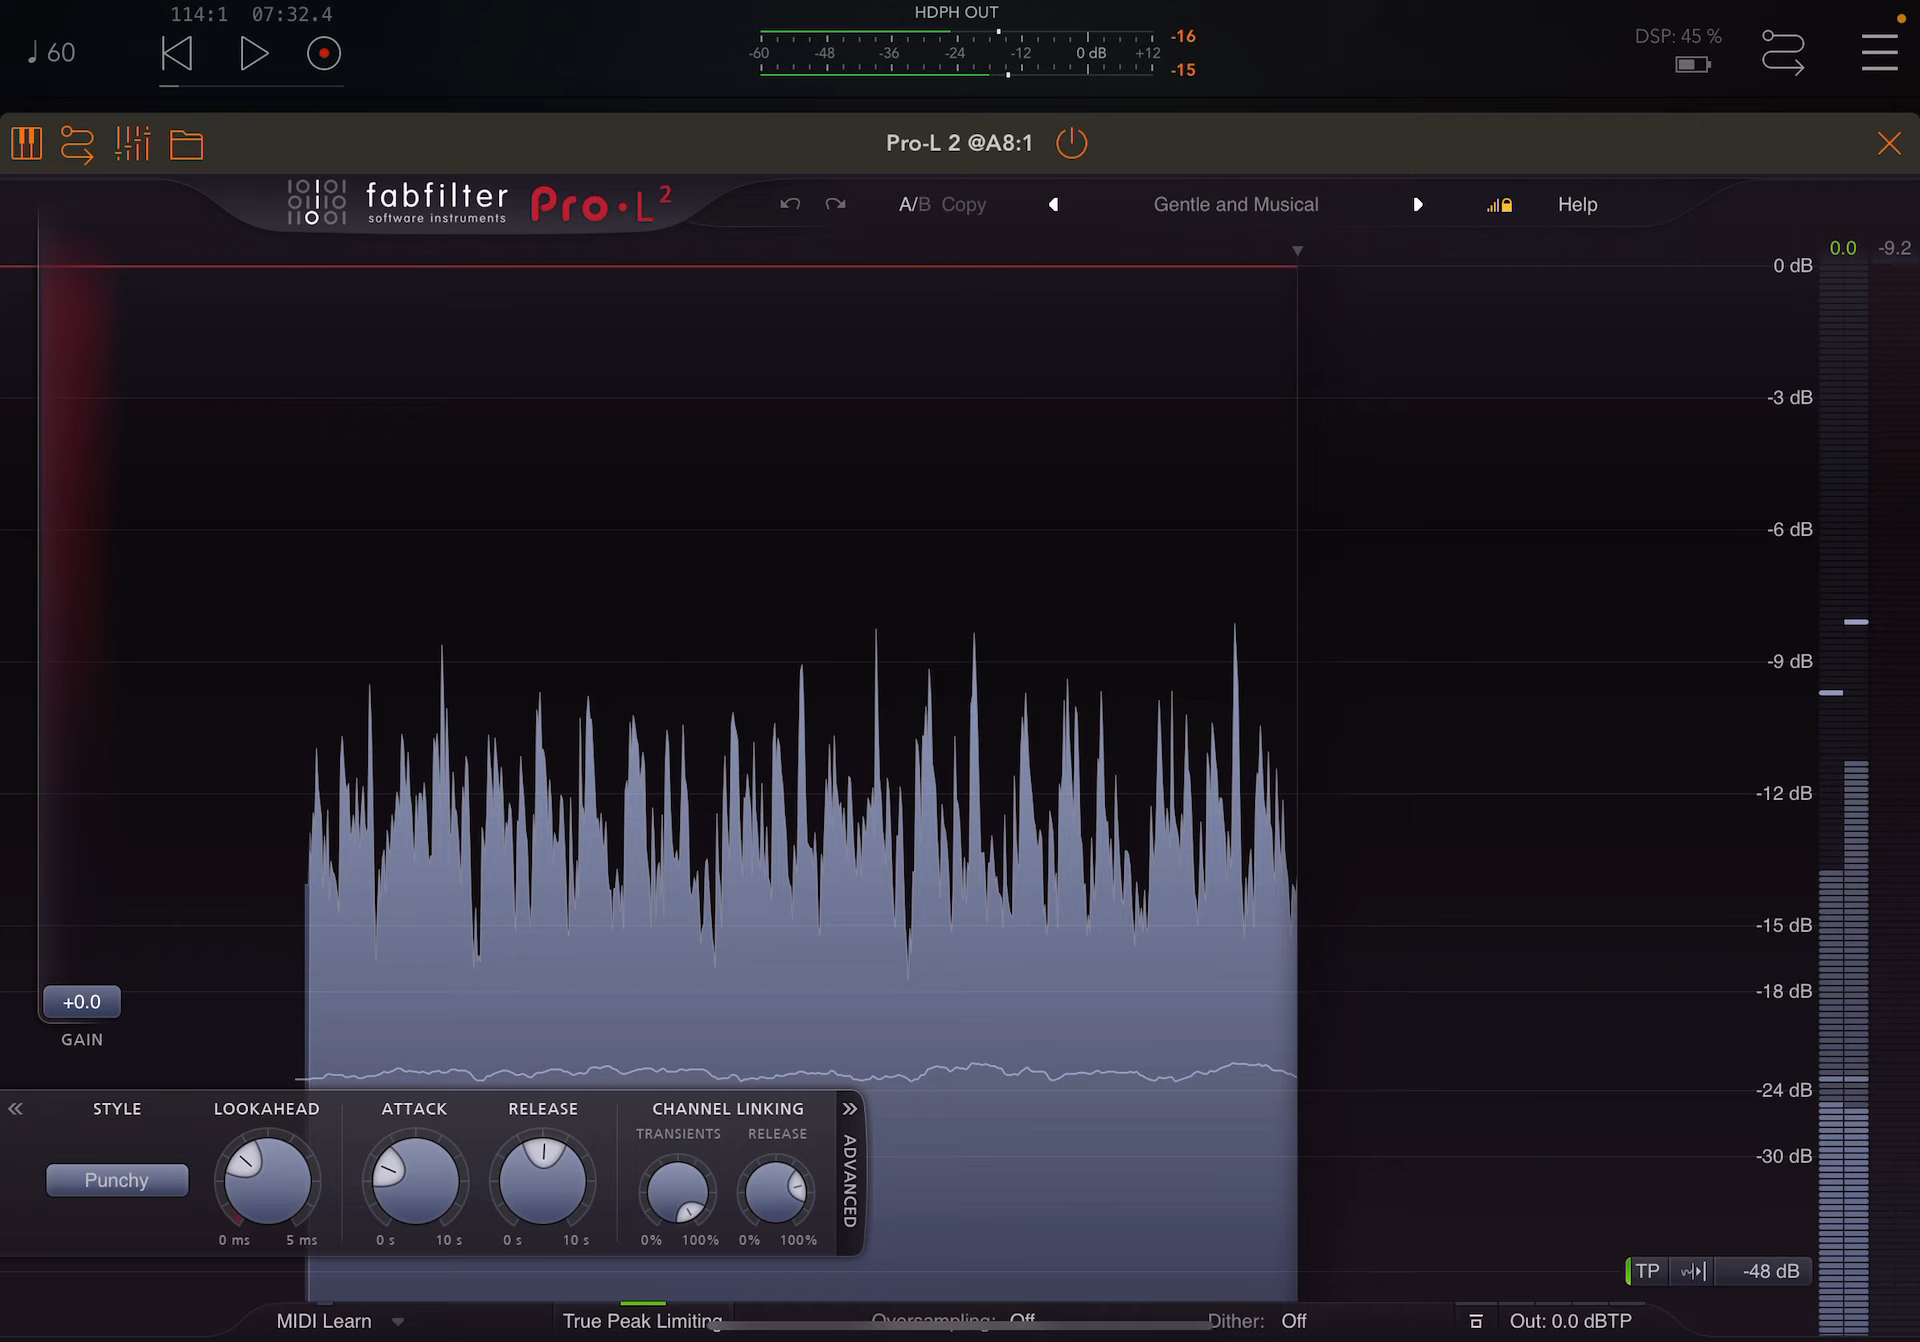 114:1 07:32.4
HDPH OUT
♩60
-60 -48 -36 -24 -12 0 dB +12
-16
-15
DSP: 45 %
Pro-L 2 @A8:1
fabfilter
software instruments
Pro·L2
A/B Copy
Gentle and Musical
Help
0.0 -9.2
0 dB
-3 dB
-6 dB
-9 dB
-12 dB
-15 dB
-18 dB
-24 dB
-30 dB
+0.0
GAIN
STYLE LOOKAHEAD ATTACK RELEASE CHANNEL LINKING
TRANSIENTS RELEASE
Punchy
ADVANCED
0 ms 5 ms 0 s 10 s 0 s 10 s 0% 100% 0% 100%
TP -48 dB
MIDI Learn True Peak Limiting Oversampling: Off Dither: Off Out: 0.0 dBTP